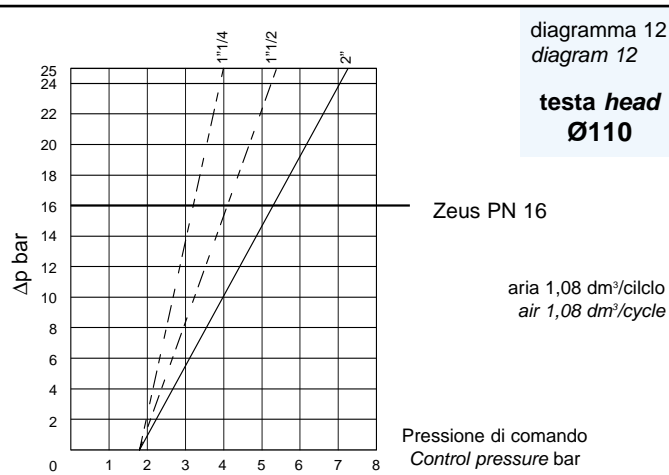 diagramma 12
diagram 12
testa head
Ø110
1”1/4
1”1/2
2”
25
24
22
20
18
16
14
12
10
8
6
4
2
0
Δp bar
Zeus PN 16
aria 1,08 dm³/cilclo
air 1,08 dm³/cycle
1 2 3 4 5 6 7 8
Pressione di comando
Control pressure bar